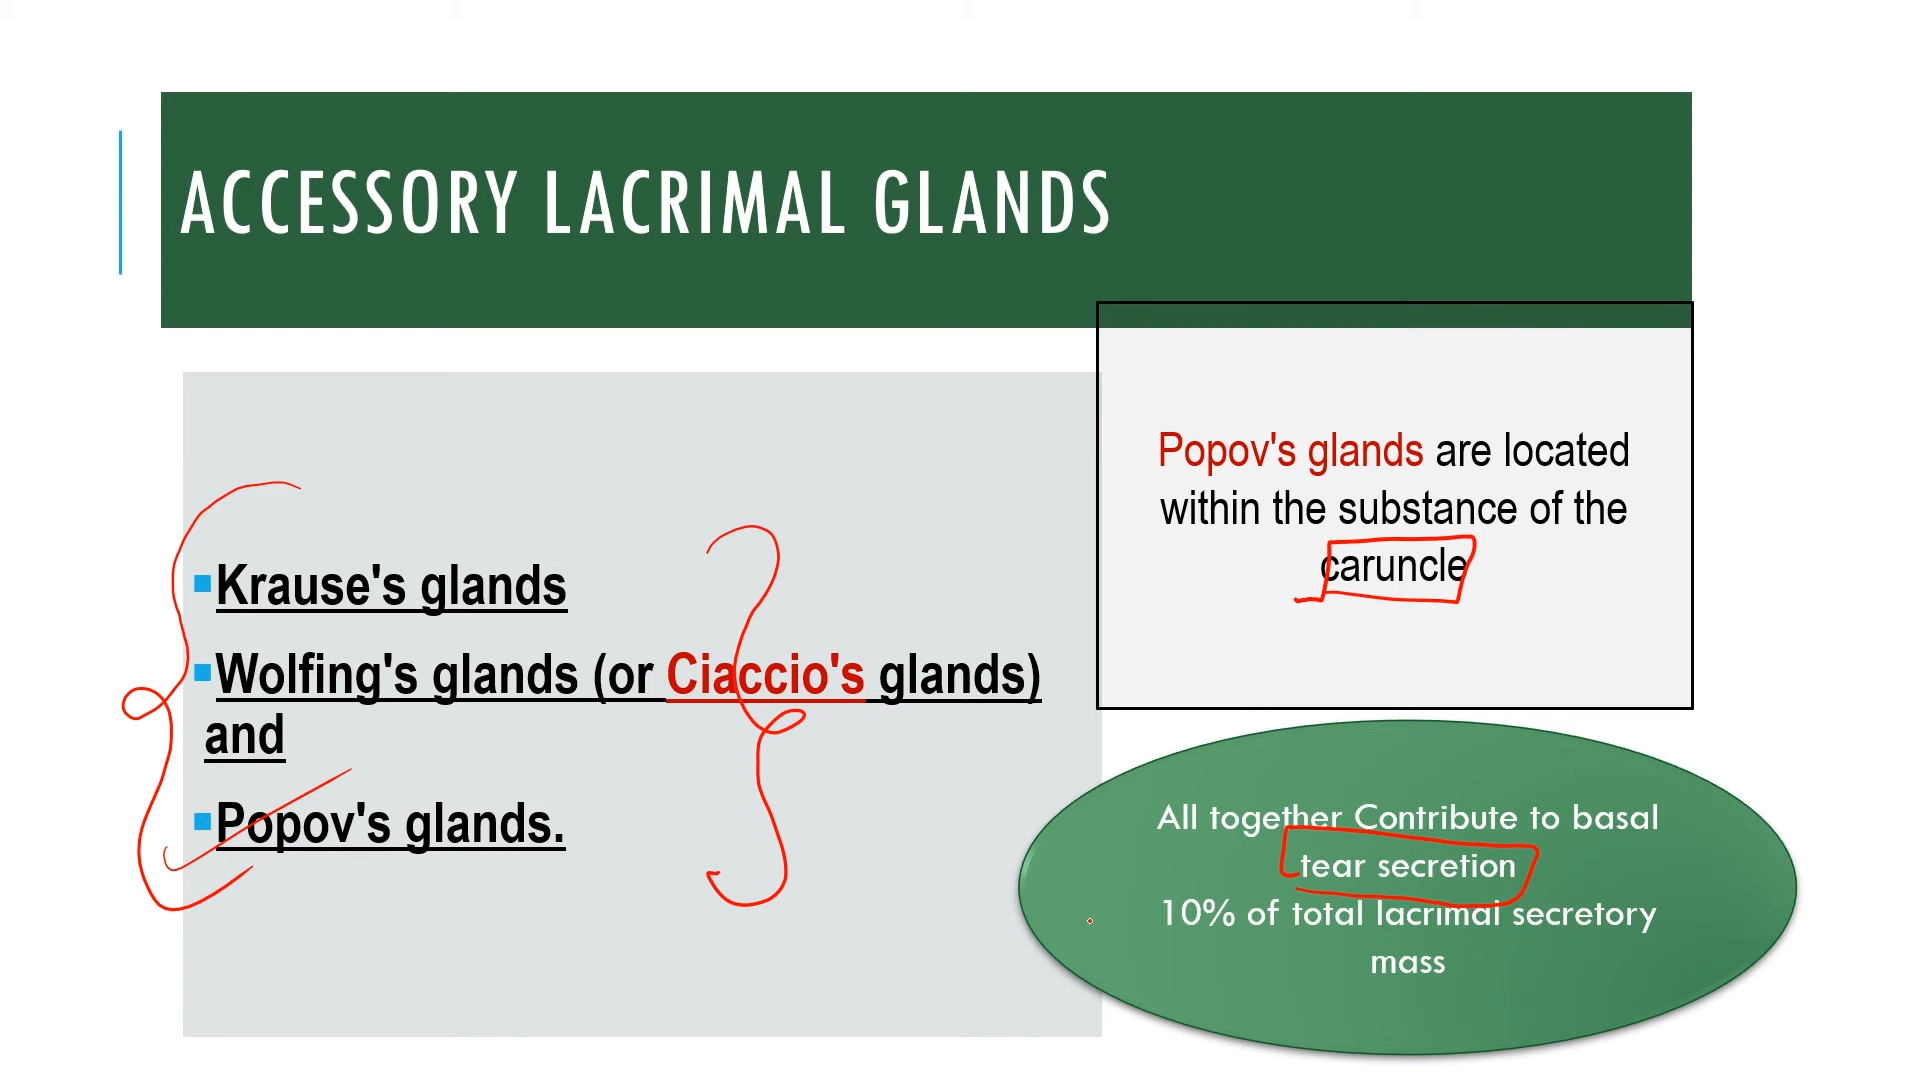 ACCESSORY LACRIMAL GLANDS
Krause's glands
Wolfing's glands (or Ciaccio's glands)
and
Popov's glands.
Popov's glands are located
within the substance of the
caruncle
All together Contribute to basal
tear secretion
10% of total lacrimal secretory
mass